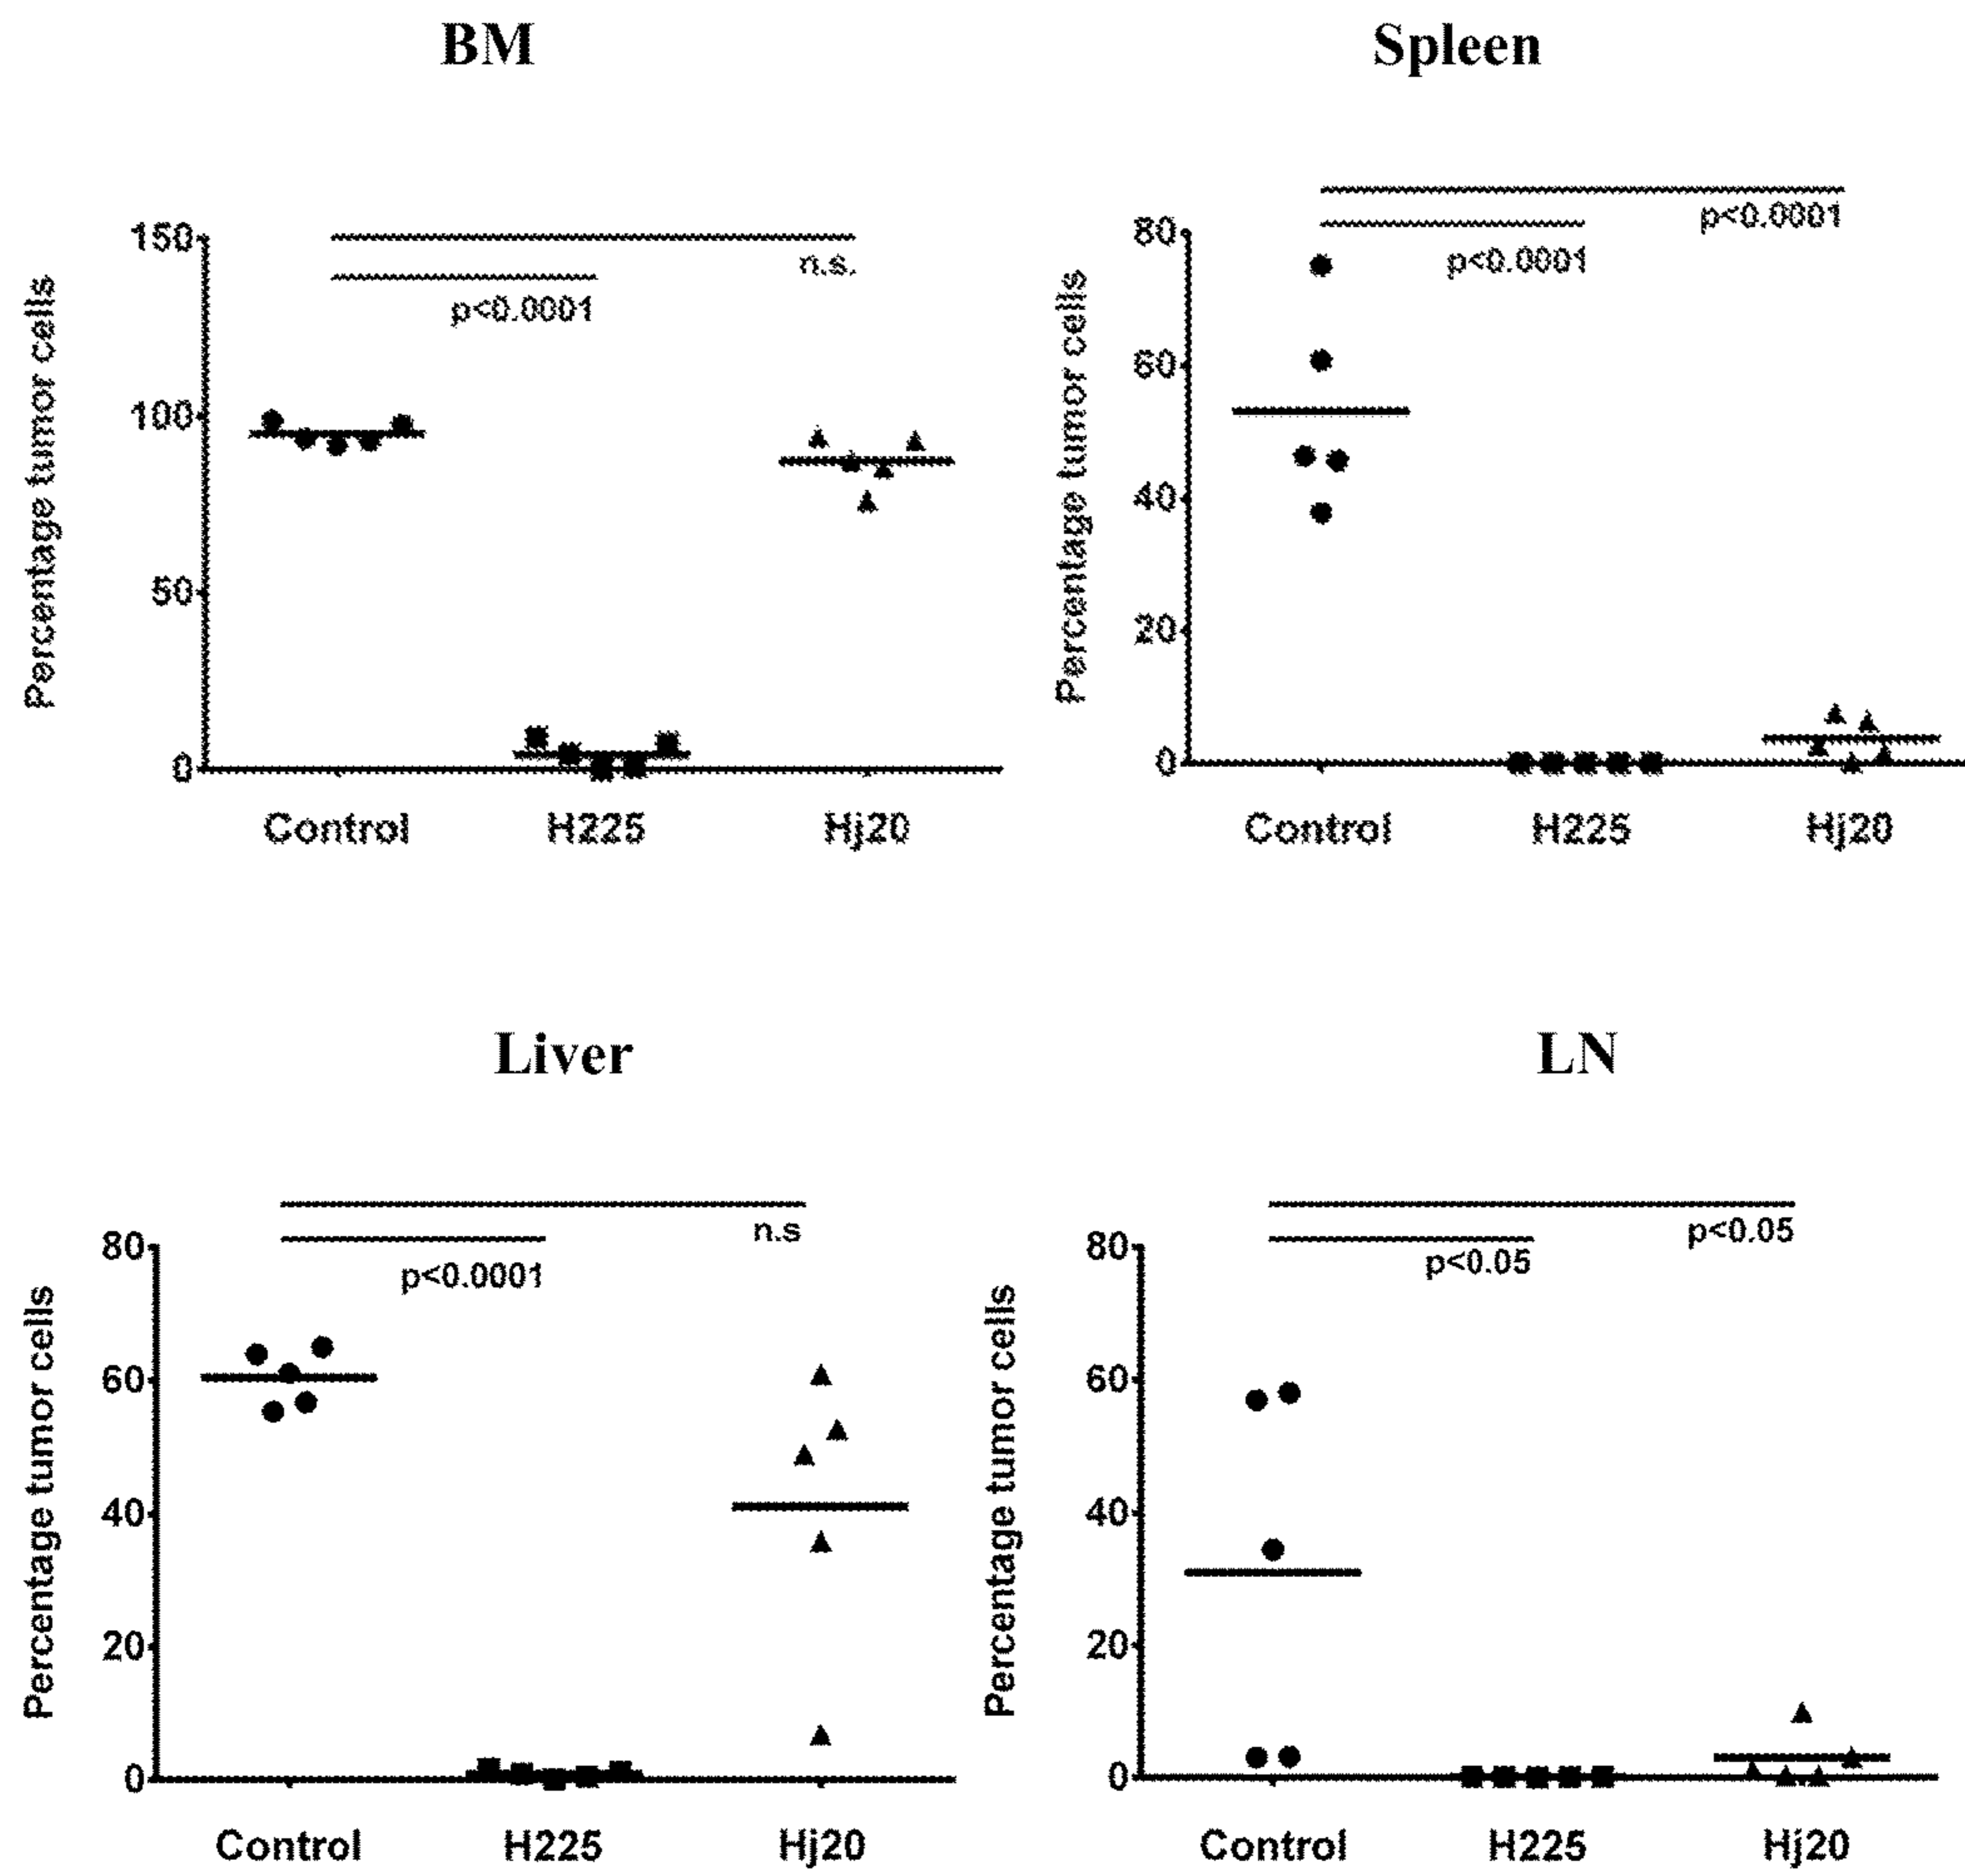 BM
Percentage tumor cells
150
100
50
0
n.s.
p<0.0001
Control H225 Hj20
Spleen
Percentage tumor cells
80
60
40
20
0
p<0.0001
p<0.0001
Control H225 Hj20
Liver
Percentage tumor cells
80
60
40
20
0
n.s
p<0.0001
Control H225 Hj20
LN
Percentage tumor cells
80
60
40
20
0
p<0.05
p<0.05
Control H225 Hj20